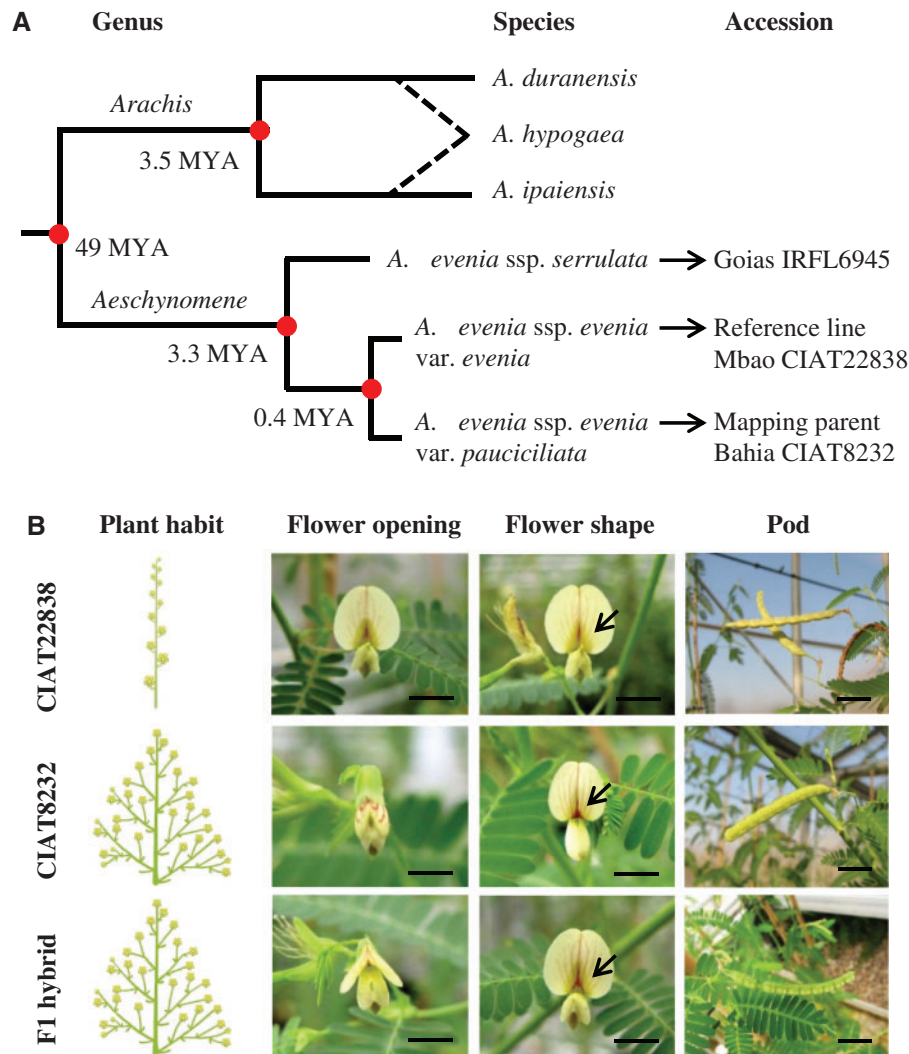 A Genus Species Accession
A. duranensis
Arachis
A. hypogaea
3.5 MYA
A. ipaiensis
49 MYA
A. evenia ssp. serrulata Goias IRFL6945
Aeschynomene
A. evenia ssp. evenia Reference line
3.3 MYA
var. evenia Mbao CIAT22838
0.4 MYA
A. evenia ssp. evenia Mapping parent
var. pauciciliata Bahia CIAT8232
B Plant habit Flower opening Flower shape Pod
CIAT22838
CIAT8232
F1 hybrid